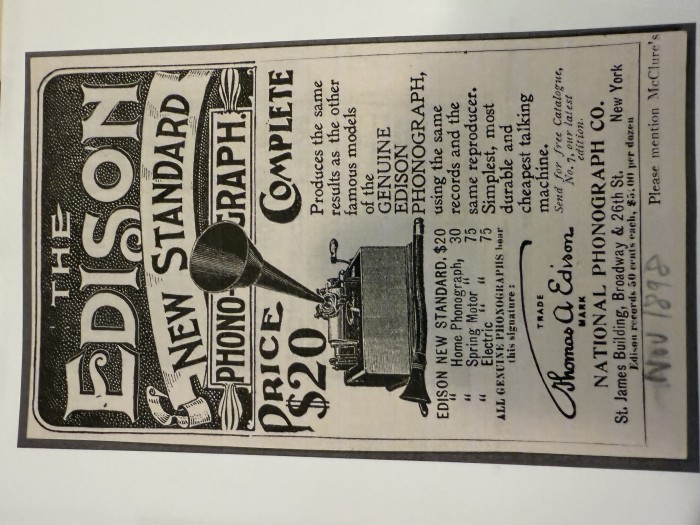 THE
EDISON
NEW STANDARD
PHONOGRAPH.
PRICE COMPLETE
$20
Produces the same
results as the other
famous models
of the
GENUINE
EDISON
PHONOGRAPH,
using the same
records and the
same reproducer.
Simplest, most
durable and
cheapest talking
machine.
Send for free Catalogue,
No. 7, our latest
edition.
EDISON NEW STANDARD, $20
" Home Phonograph, 30
" Spring Motor " 75
" Electric " 75
ALL GENUINE PHONOGRAPHS bear
this signature:
TRADE
Thomas A Edison
MARK
NATIONAL PHONOGRAPH CO.
St. James Building, Broadway & 26th St. New York
Edison records 50 cents each, $5.00 per dozen
Please mention McClure's
Nov 1898